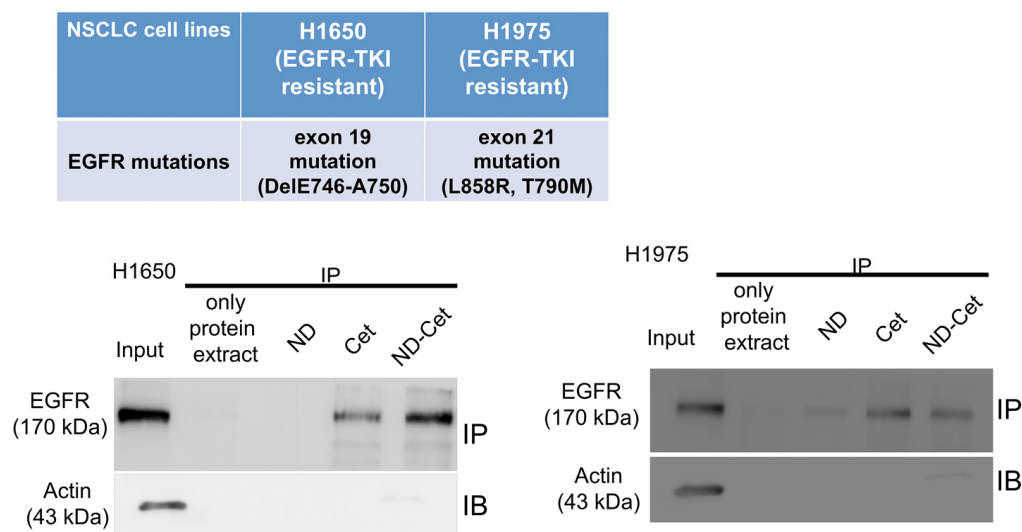 NSCLC cell lines
H1650
(EGFR-TKI
resistant)
H1975
(EGFR-TKI
resistant)
EGFR mutations
exon 19
mutation
(DelE746-A750)
exon 21
mutation
(L858R, T790M)
H1650
IP
Input
only
protein
extract
ND
Cet
ND-Cet
EGFR
(170 kDa)
IP
Actin
(43 kDa)
IB
H1975
IP
Input
only
protein
extract
ND
Cet
ND-Cet
EGFR
(170 kDa)
IP
Actin
(43 kDa)
IB